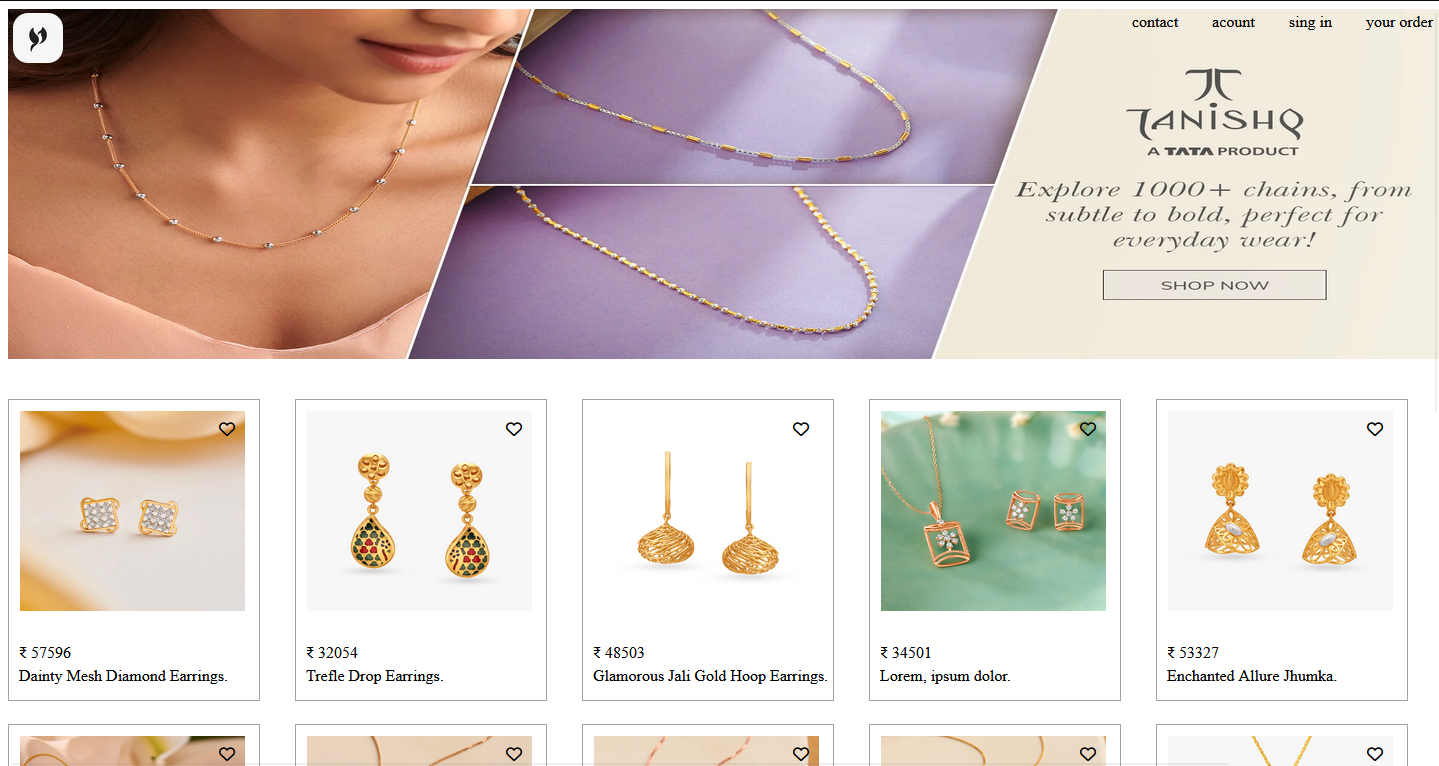 contact acount sing in your order
TANISHQ
A TATA PRODUCT
Explore 1000+ chains, from
subtle to bold, perfect for
everyday wear!
SHOP NOW
₹ 57596
Dainty Mesh Diamond Earrings.
₹ 32054
Trefle Drop Earrings.
₹ 48503
Glamorous Jali Gold Hoop Earrings.
₹ 34501
Lorem, ipsum dolor.
₹ 53327
Enchanted Allure Jhumka.